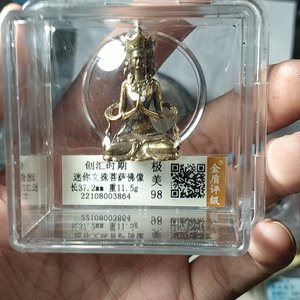 创汇时期
迷你文殊菩萨佛像
长37.2mm 重11.5g
22108003864
极
美
98
金盾评级